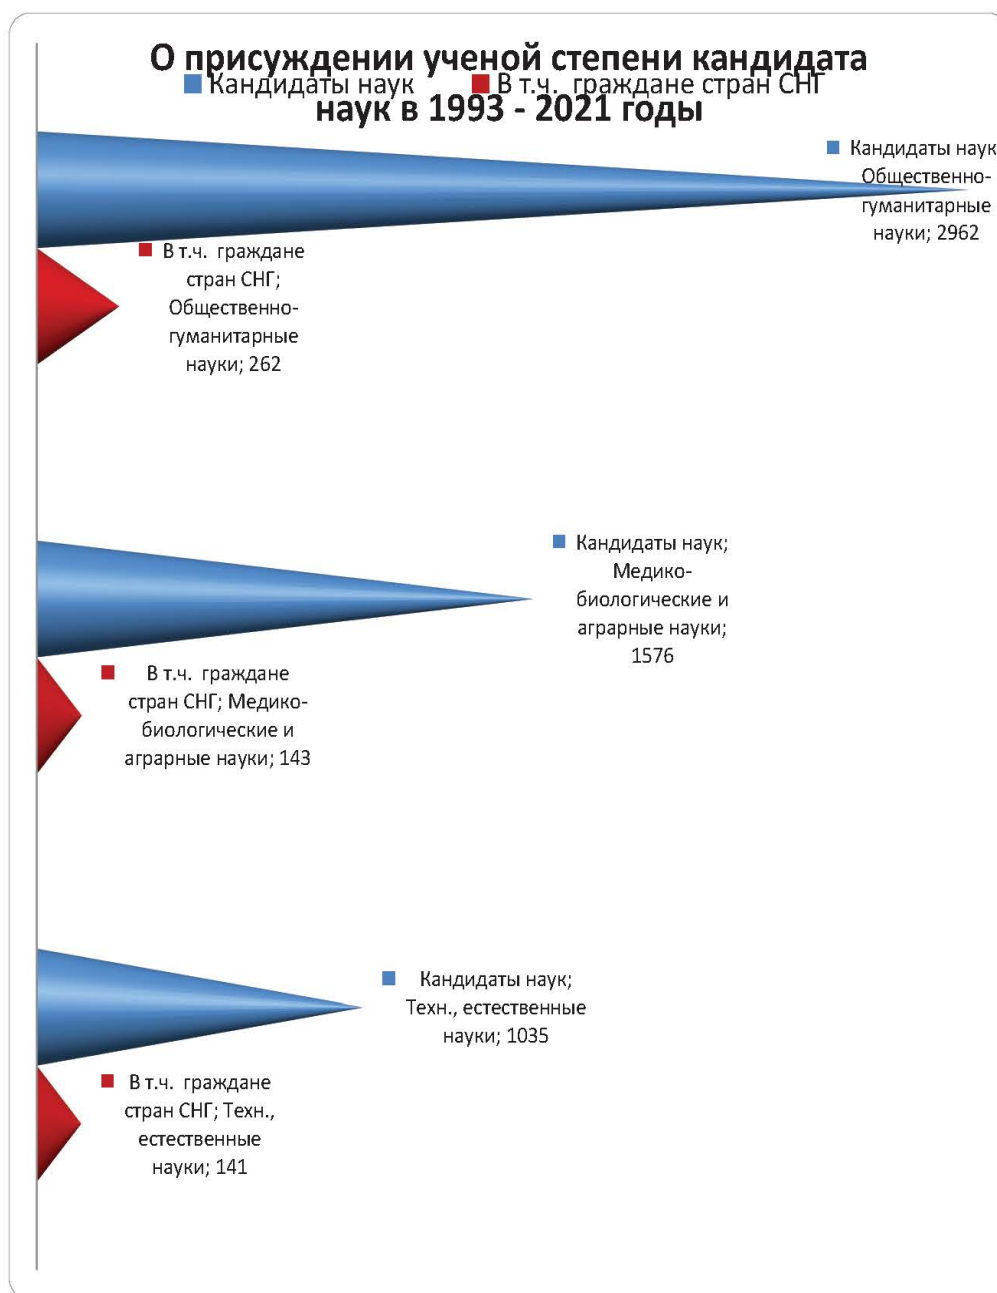 О присуждении ученой степени кандидата
Кандидаты наук В т.ч. граждане стран СНГ
наук в 1993 - 2021 годы
Кандидаты наук
Общественно-
гуманитарные
науки; 2962
В т.ч. граждане
стран СНГ;
Общественно-
гуманитарные
науки; 262
Кандидаты наук;
Медико-
биологические и
аграрные науки;
1576
В т.ч. граждане
стран СНГ; Медико-
биологические и
аграрные науки; 143
Кандидаты наук;
Техн., естественные
науки; 1035
В т.ч. граждане
стран СНГ; Техн.,
естественные
науки; 141